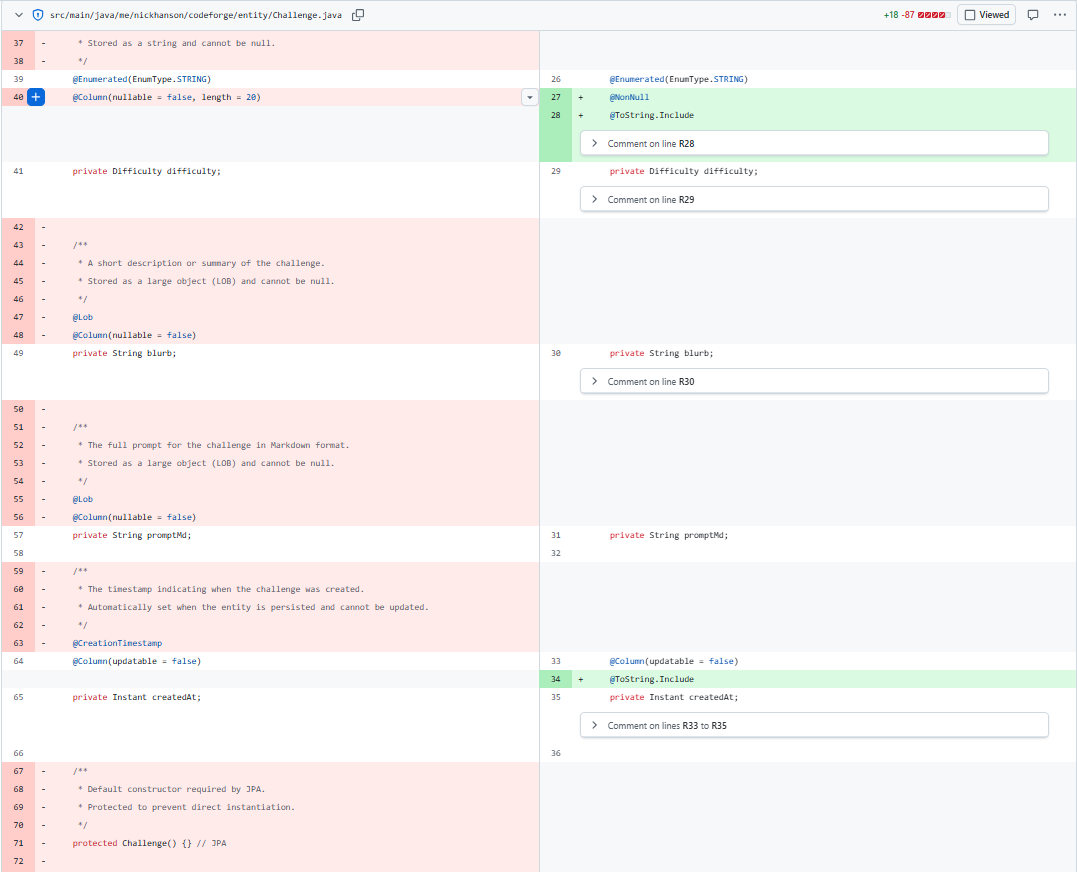 src/main/java/me/nickhanson/codeforge/entity/Challenge.java +18 -87 Viewed
37 - * Stored as a string and cannot be null.
38 - */
39 @Enumerated(EnumType.STRING) 26 @Enumerated(EnumType.STRING)
40 @Column(nullable = false, length = 20) 27 + @NonNull
28 + @ToString.Include
Comment on line R28
41 private Difficulty difficulty; 29 private Difficulty difficulty;
Comment on line R29
42 -
43 - /**
44 - * A short description or summary of the challenge.
45 - * Stored as a large object (LOB) and cannot be null.
46 - */
47 - @Lob
48 - @Column(nullable = false)
49 private String blurb; 30 private String blurb;
Comment on line R30
50 -
51 - /**
52 - * The full prompt for the challenge in Markdown format.
53 - * Stored as a large object (LOB) and cannot be null.
54 - */
55 - @Lob
56 - @Column(nullable = false)
57 private String promptMd; 31 private String promptMd;
58 32
59 - /**
60 - * The timestamp indicating when the challenge was created.
61 - * Automatically set when the entity is persisted and cannot be updated.
62 - */
63 - @CreationTimestamp
64 @Column(updatable = false) 33 @Column(updatable = false)
34 + @ToString.Include
65 private Instant createdAt; 35 private Instant createdAt;
Comment on lines R33 to R35
66 36
67 - /**
68 - * Default constructor required by JPA.
69 - * Protected to prevent direct instantiation.
70 - */
71 - protected Challenge() {} // JPA
72 -